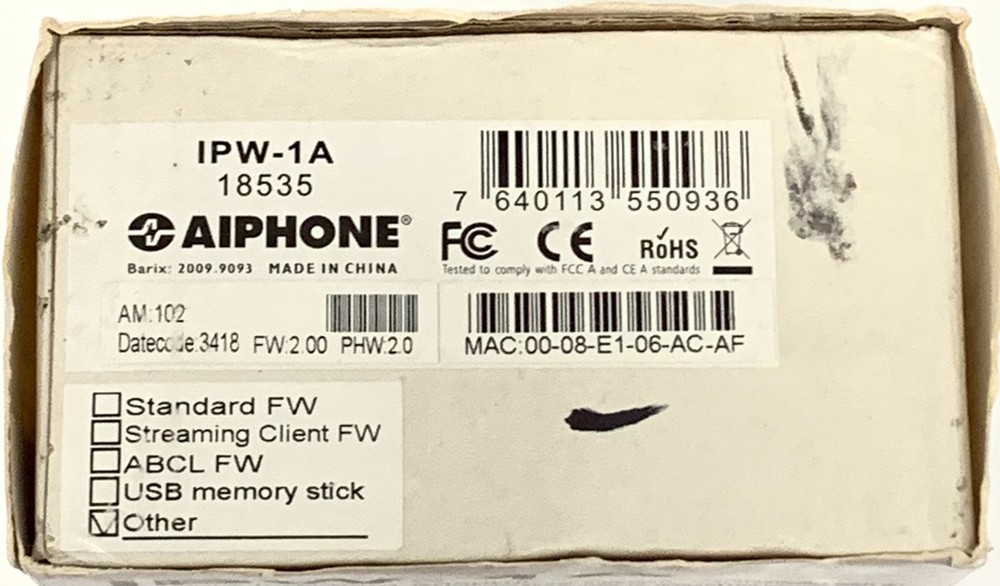 IPW-1A
18535
AIPHONE®
Barix: 2009.9093 MADE IN CHINA
7 640113 550936
FC CE RoHS
Tested to comply with FCC A and CE A standards
AM:102
Datecode:3418 FW:2.00 PHW:2.0
MAC:00-08-E1-06-AC-AF
Standard FW
Streaming Client FW
ABCL FW
USB memory stick
Other